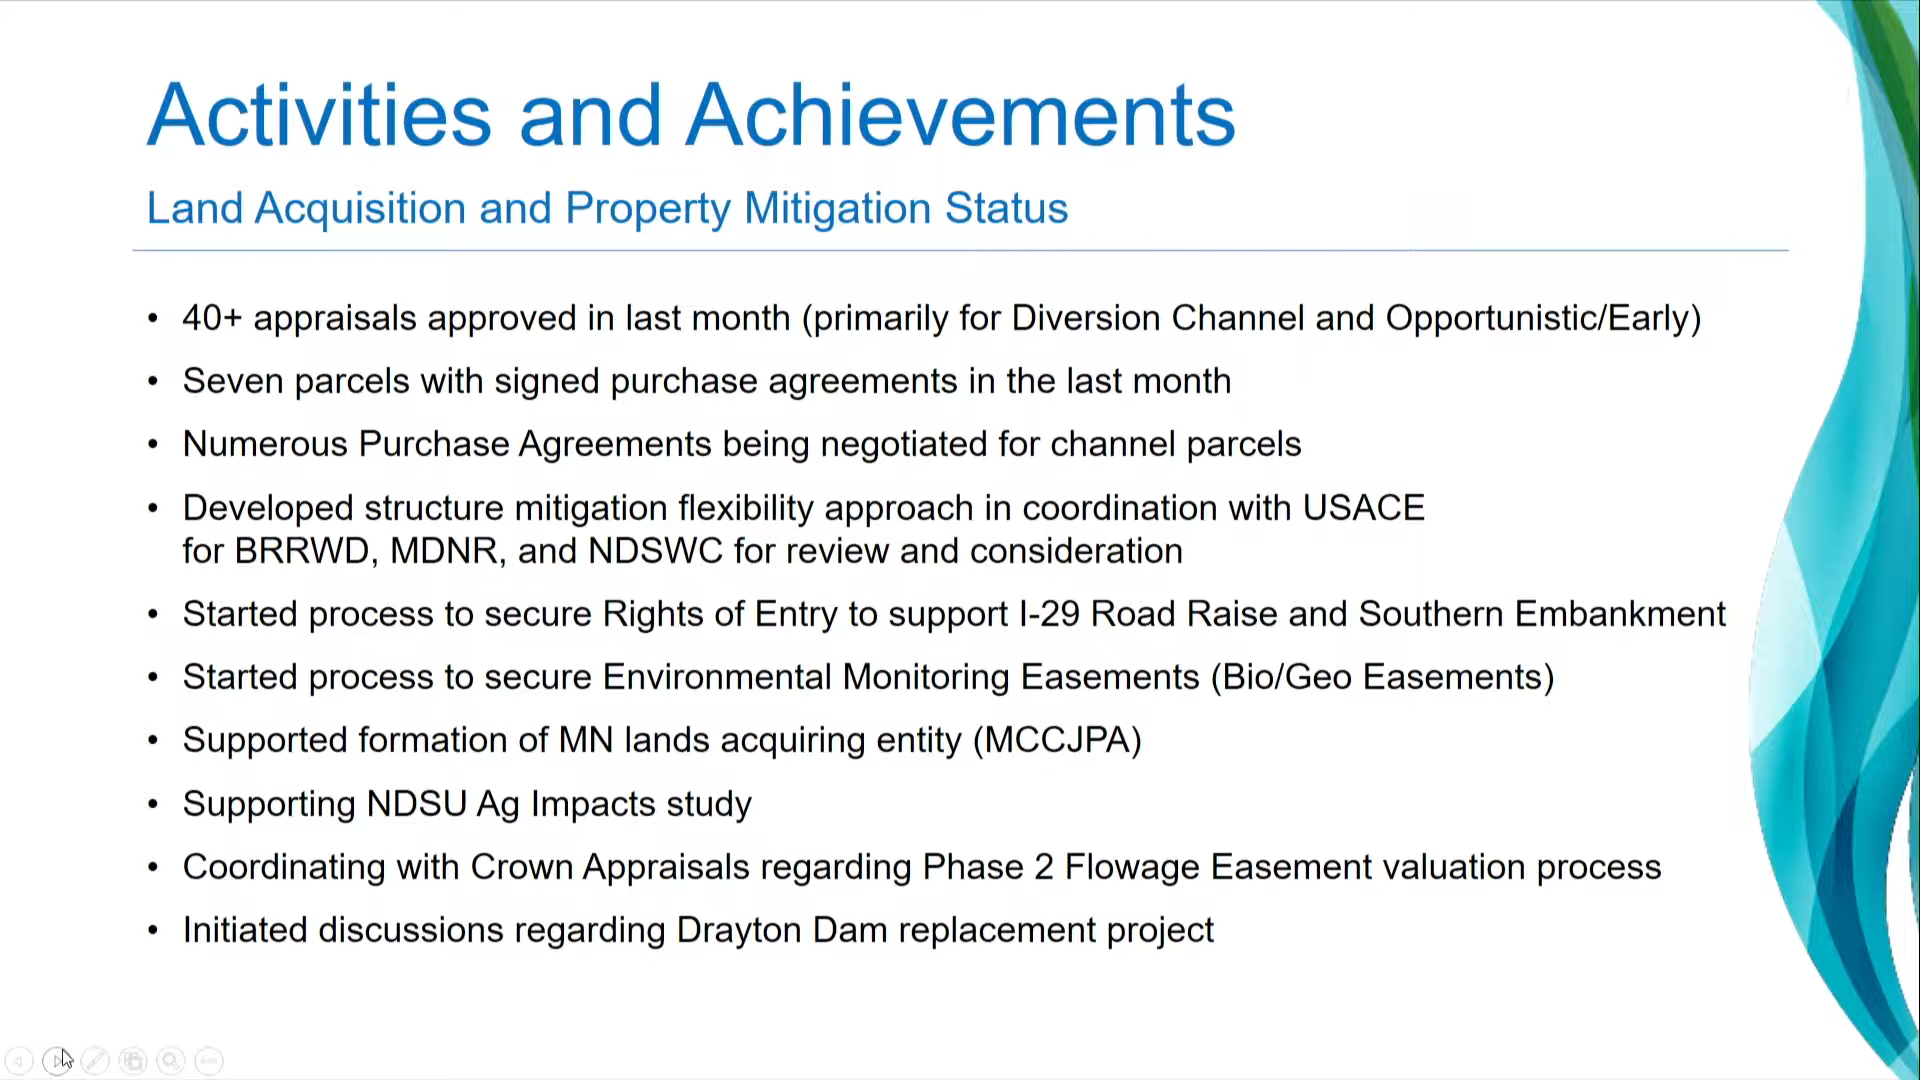 Activities and Achievements
Land Acquisition and Property Mitigation Status
• 40+ appraisals approved in last month (primarily for Diversion Channel and Opportunistic/Early)
• Seven parcels with signed purchase agreements in the last month
• Numerous Purchase Agreements being negotiated for channel parcels
• Developed structure mitigation flexibility approach in coordination with USACE
for BRRWD, MDNR, and NDSWC for review and consideration
• Started process to secure Rights of Entry to support I-29 Road Raise and Southern Embankment
• Started process to secure Environmental Monitoring Easements (Bio/Geo Easements)
• Supported formation of MN lands acquiring entity (MCCJPA)
• Supporting NDSU Ag Impacts study
• Coordinating with Crown Appraisals regarding Phase 2 Flowage Easement valuation process
• Initiated discussions regarding Drayton Dam replacement project